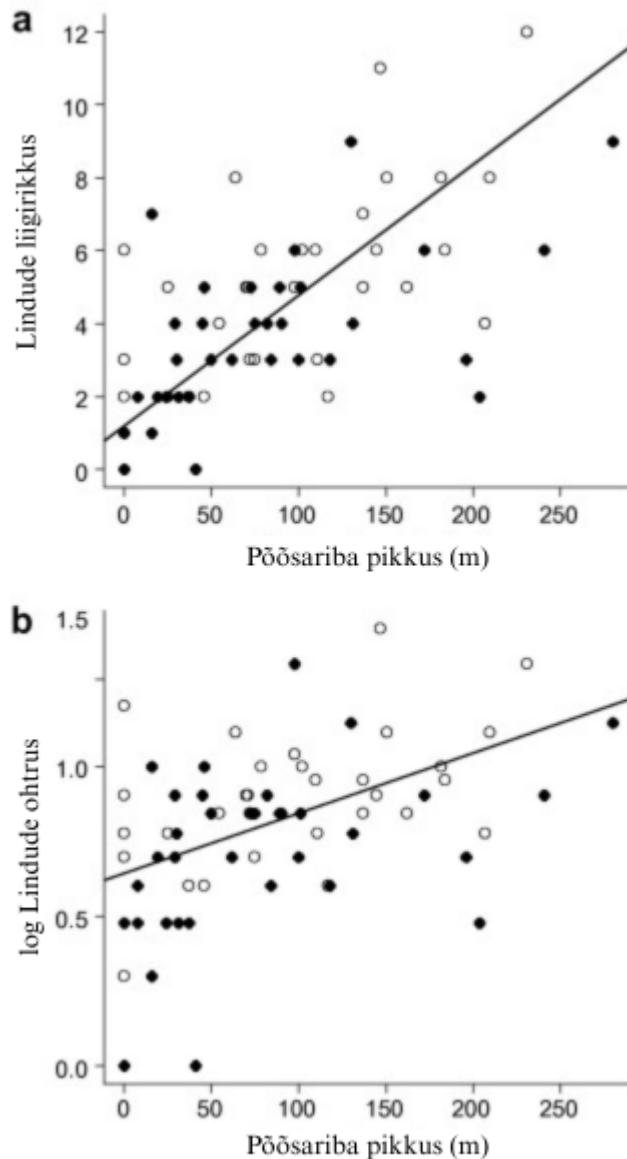 a
12
10
8
6
4
2
0
Lindude liigirikkus
0 50 100 150 200 250
Põõsariba pikkus (m)
b
1.5
1.0
0.5
0.0
log Lindude ohtrus
0 50 100 150 200 250
Põõsariba pikkus (m)